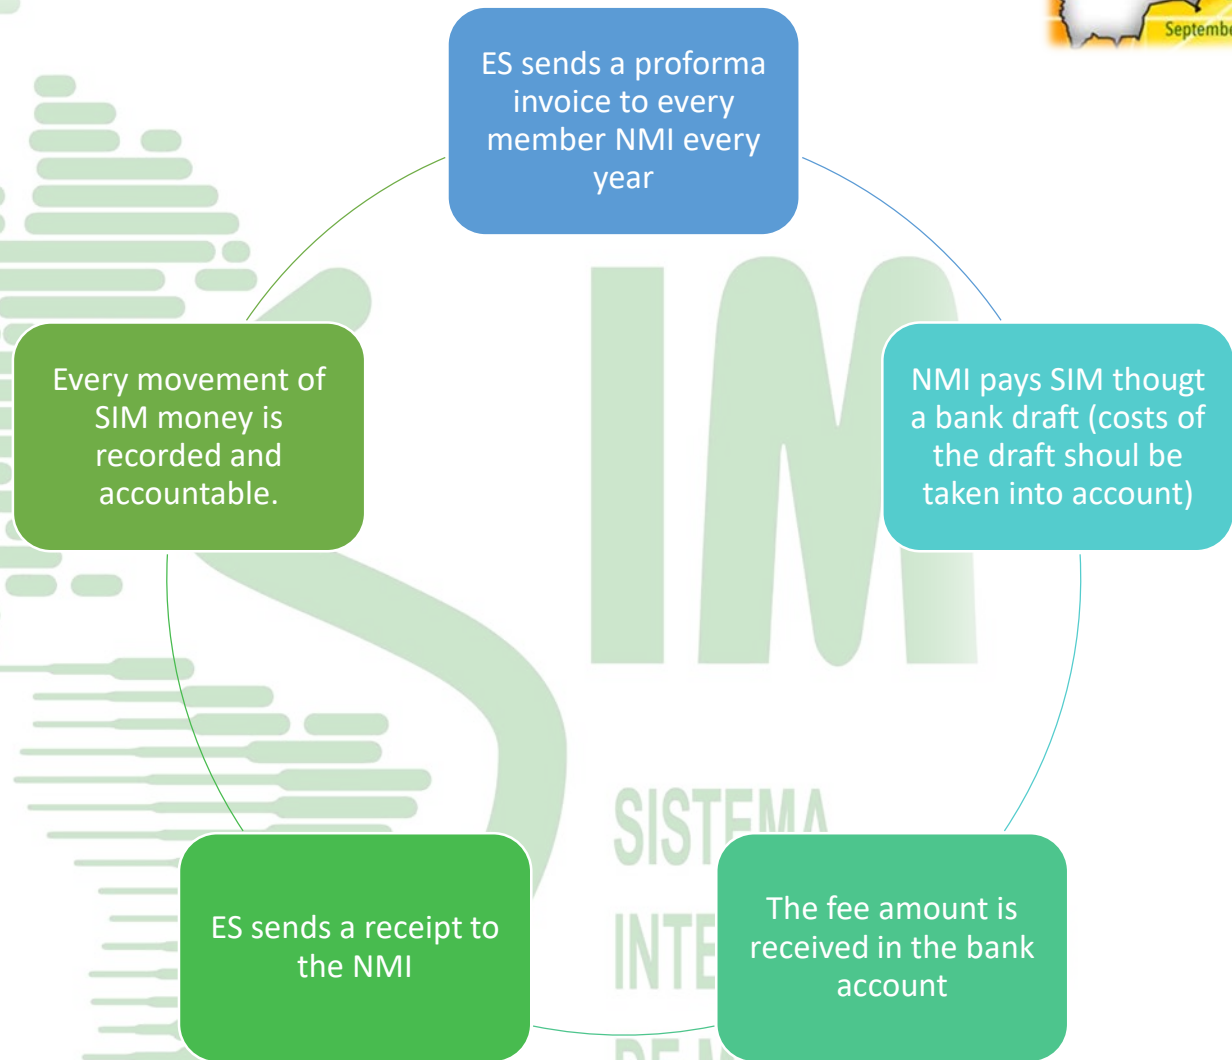 Septembe
ES sends a proforma
invoice to every
member NMI every
year
Every movement of
SIM money is
recorded and
accountable.
NMI pays SIM thougt
a bank draft (costs of
the draft shoul be
taken into account)
ES sends a receipt to
the NMI
The fee amount is
received in the bank
account
SIM
SISTEMA
INTE
DE M